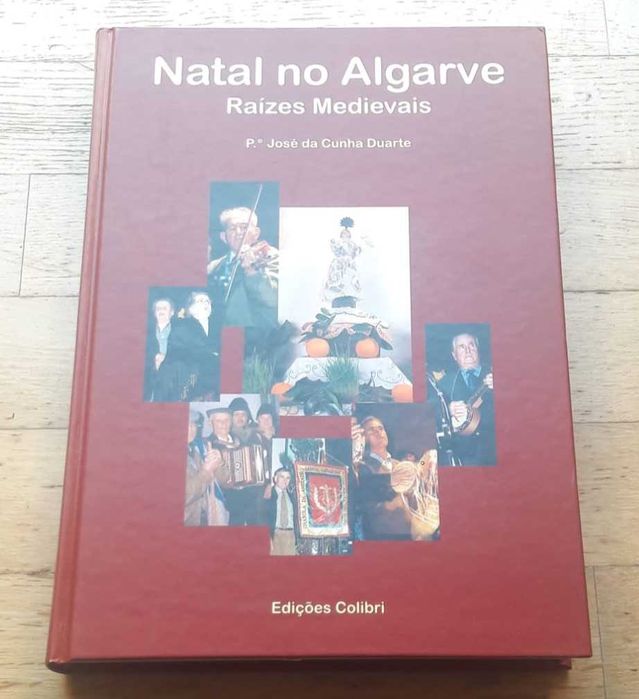 Natal no Algarve
Raízes Medievais
P.º José da Cunha Duarte
Edições Colibri